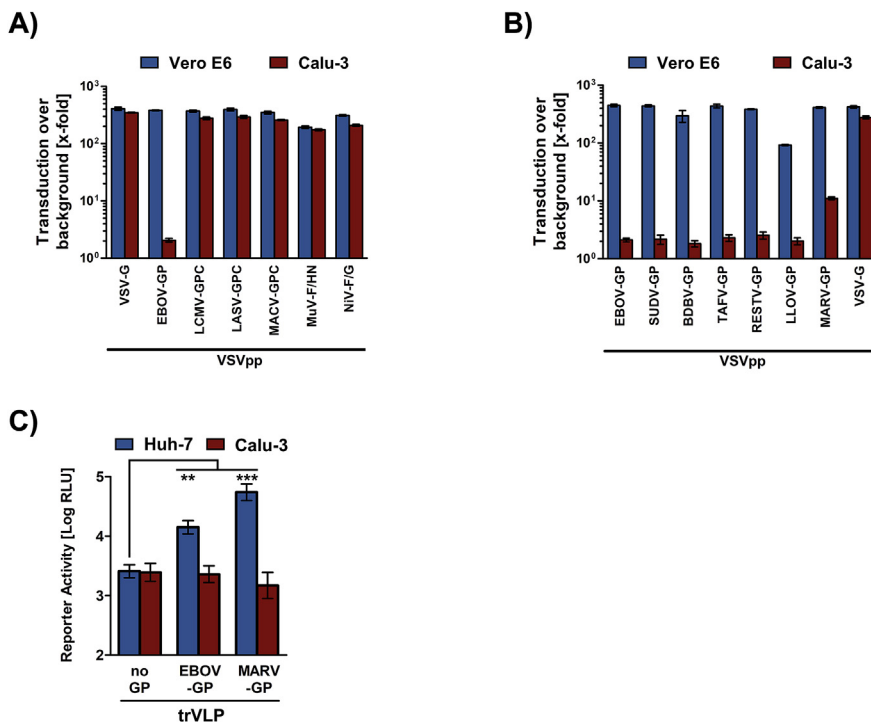 A)
Vero E6 Calu-3
Transduction over
background [x-fold]
10³
10²
10¹
10⁰
VSV-G
EBOV-GP
LCMV-GPC
LASV-GPC
MACV-GPC
MuV-F/HN
NiV-F/G
VSVpp
B)
Vero E6 Calu-3
Transduction over
background [x-fold]
10³
10²
10¹
10⁰
EBOV-GP
SUDV-GP
BDBV-GP
TAFV-GP
RESTV-GP
LLOV-GP
MARV-GP
VSV-G
VSVpp
C)
Huh-7 Calu-3
Reporter Activity [Log RLU]
** ***
5
4
3
2
no EBOV MARV
GP -GP -GP
trVLP